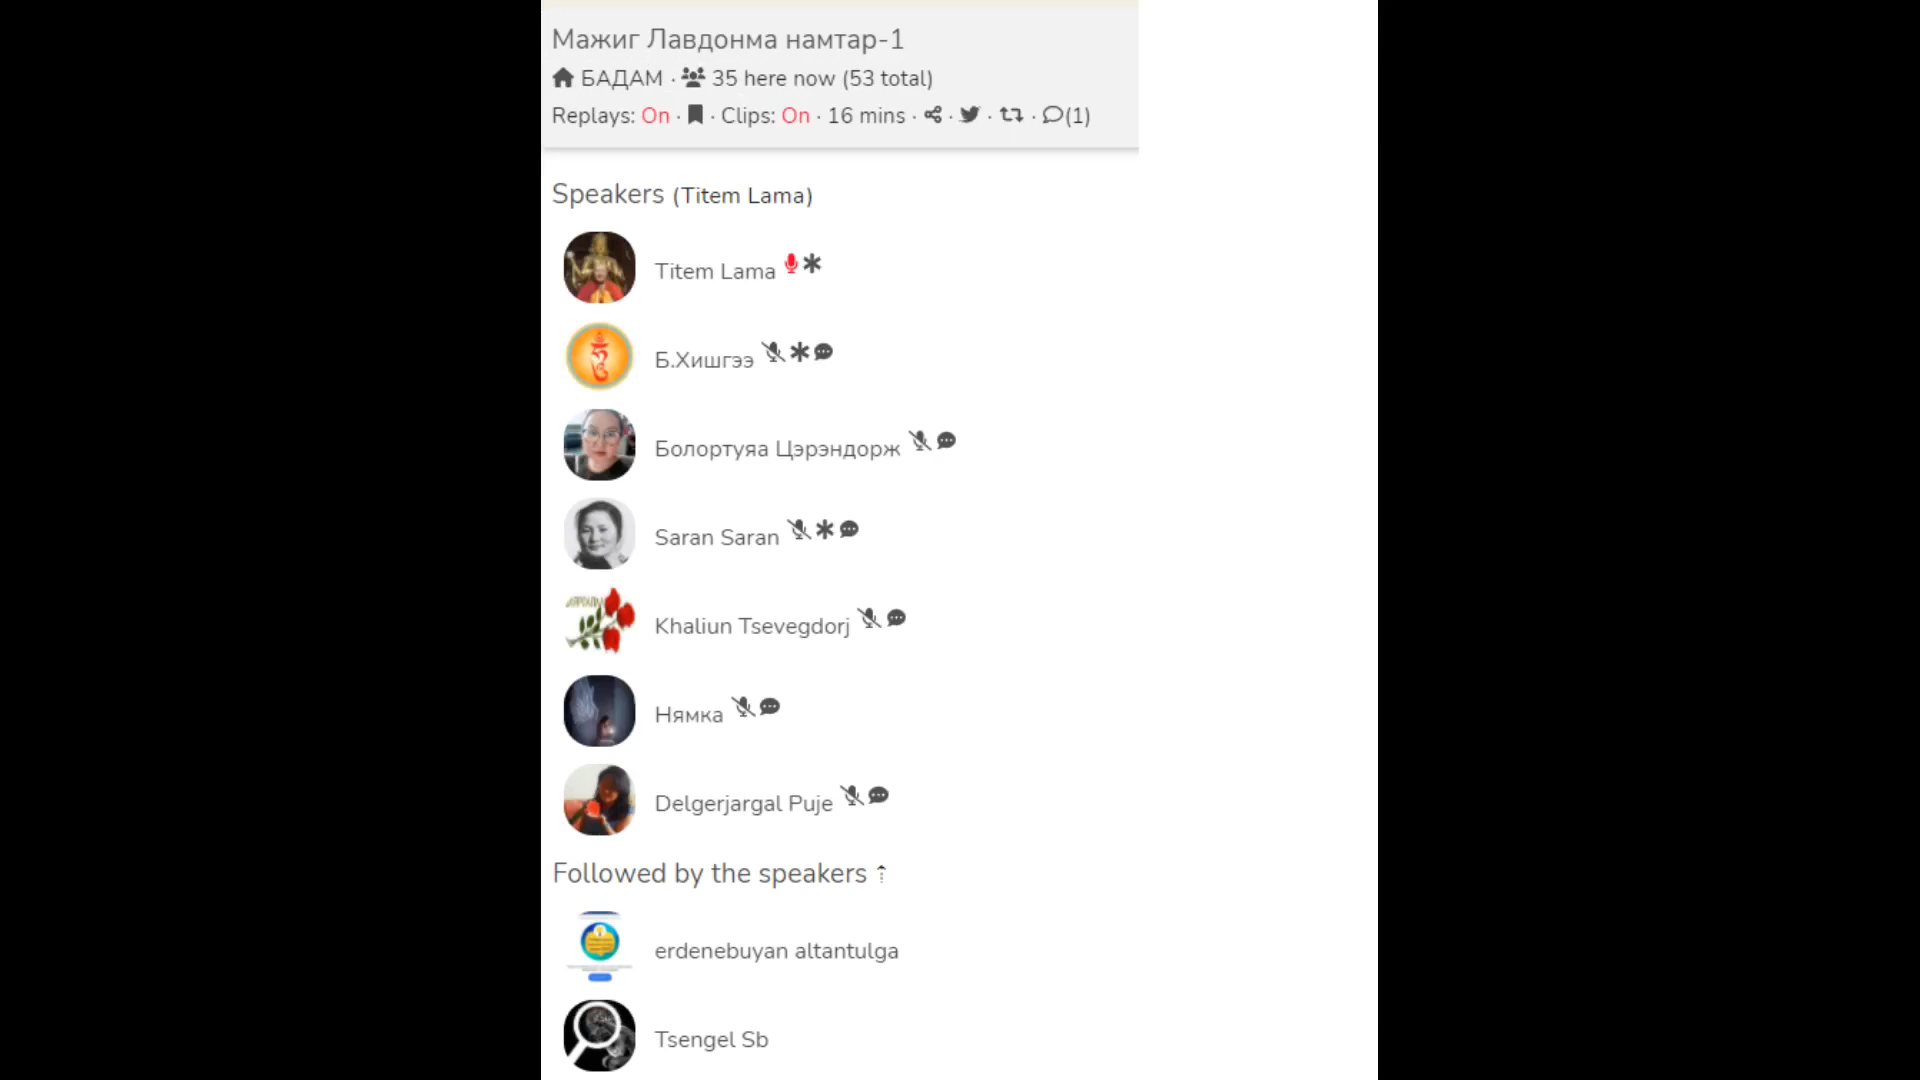 Мажиг Лавдонма намтар-1
БАДАМ · 35 here now (53 total)
Replays: On · · Clips: On · 16 mins · · · · (1)
Speakers (Titem Lama)
Titem Lama
Б.Хишгээ
Болортуяа Цэрэндорж
Saran Saran
Khaliun Tsevegdorj
Нямка
Delgerjargal Puje
Followed by the speakers
erdenebuyan altantulga
Tsengel Sb